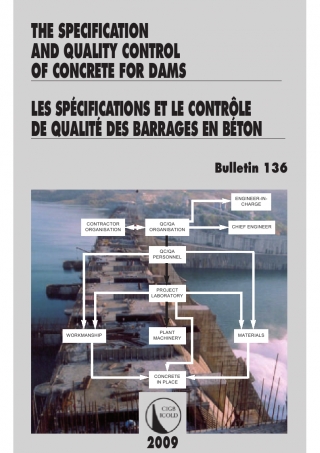 THE SPECIFICATION
AND QUALITY CONTROL
OF CONCRETE FOR DAMS
LES SPÉCIFICATIONS ET LE CONTRÔLE
DE QUALITÉ DES BARRAGES EN BÉTON
Bulletin 136
ENGINEER-IN-
CHARGE
CONTRACTOR
ORGANISATION
QC/QA
ORGANISATION
CHIEF ENGINEER
QC/QA
PERSONNEL
PROJECT
LABORATORY
WORKMANSHIP
PLANT
MACHINERY
MATERIALS
CONCRETE
IN PLACE
CIGB
ICOLD
2009